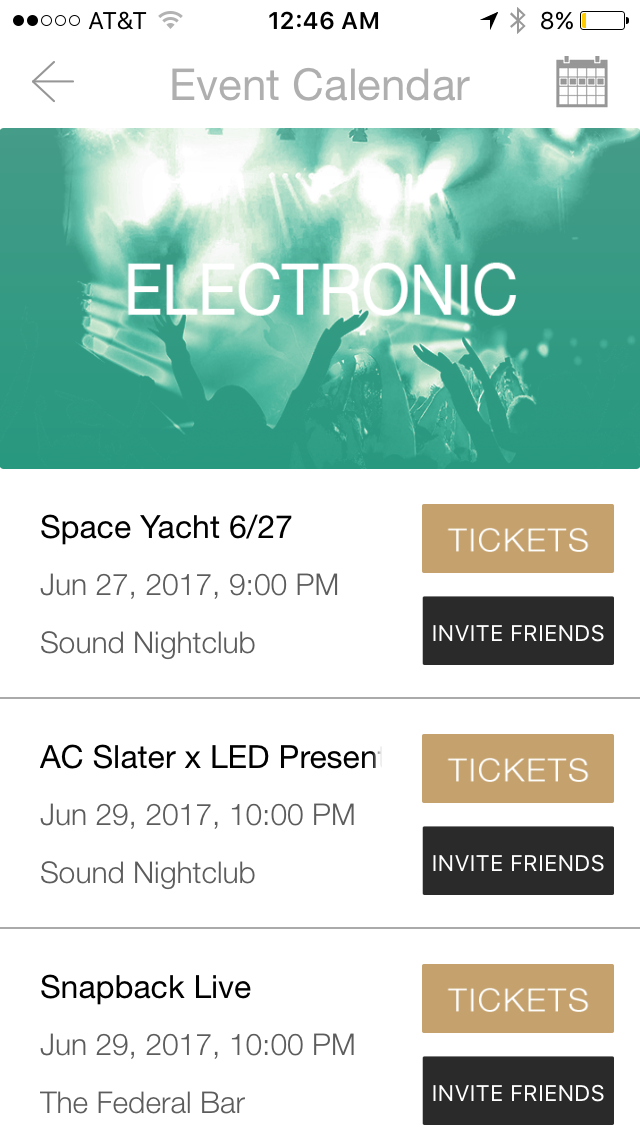 AT&T 12:46 AM 8%
Event Calendar
ELECTRONIC
Space Yacht 6/27
TICKETS
Jun 27, 2017, 9:00 PM
INVITE FRIENDS
Sound Nightclub
AC Slater x LED Present
TICKETS
Jun 29, 2017, 10:00 PM
INVITE FRIENDS
Sound Nightclub
Snapback Live
TICKETS
Jun 29, 2017, 10:00 PM
INVITE FRIENDS
The Federal Bar